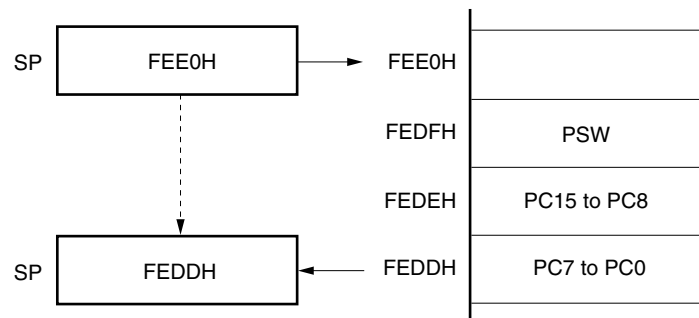 SP FEE0H FEE0H
FEDFH PSW
FEDEH PC15 to PC8
SP FEDDH FEDDH PC7 to PC0